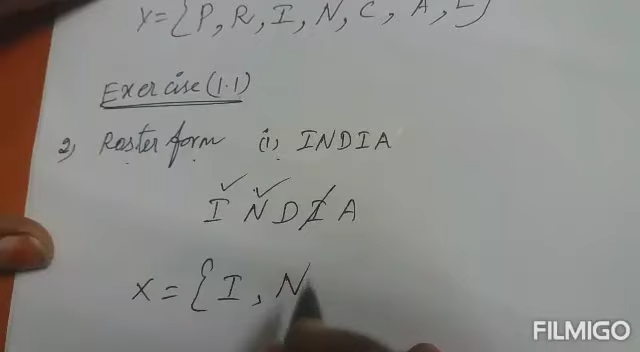 Y = {P, R, I, N, C, A, L}
Exercise (1.1)
2, Roster form (i), INDIA
I N D I A
X = { I , N
FILMIGO